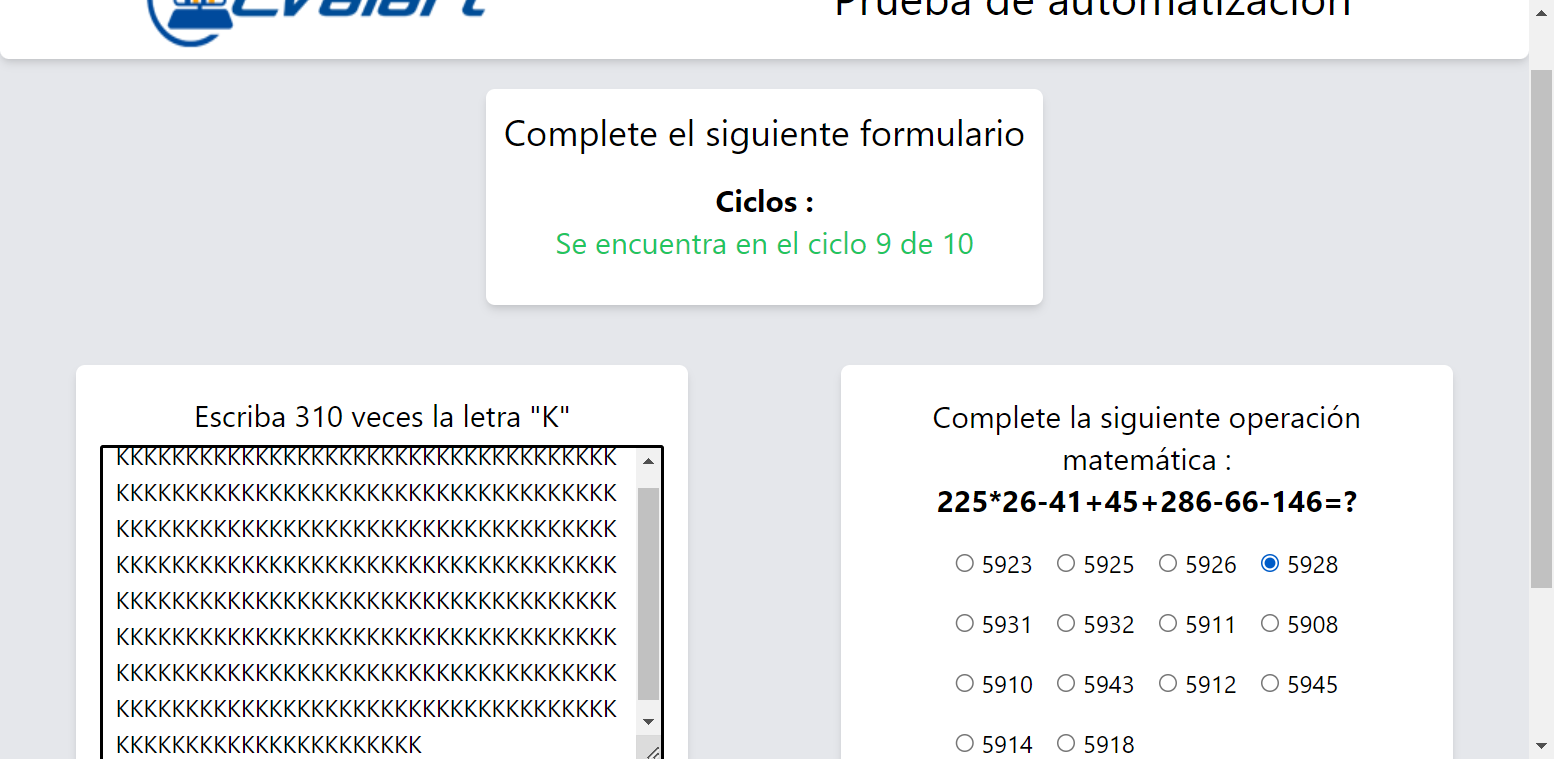 evalart
Prueba de automatización
Complete el siguiente formulario
Ciclos :
Se encuentra en el ciclo 9 de 10
Escriba 310 veces la letra "K"
KKKKKKKKKKKKKKKKKKKKKKKKKKKKKKKKKKKK
KKKKKKKKKKKKKKKKKKKKKKKKKKKKKKKKKKKK
KKKKKKKKKKKKKKKKKKKKKKKKKKKKKKKKKKKK
KKKKKKKKKKKKKKKKKKKKKKKKKKKKKKKKKKKK
KKKKKKKKKKKKKKKKKKKKKKKKKKKKKKKKKKKK
KKKKKKKKKKKKKKKKKKKKKKKKKKKKKKKKKKKK
KKKKKKKKKKKKKKKKKKKKKKKKKKKKKKKKKKKK
KKKKKKKKKKKKKKKKKKKKKKKKKKKKKKKKKKKK
KKKKKKKKKKKKKKKKKKKKKK
Complete la siguiente operación
matemática :
225*26-41+45+286-66-146=?
5923 5925 5926 5928
5931 5932 5911 5908
5910 5943 5912 5945
5914 5918